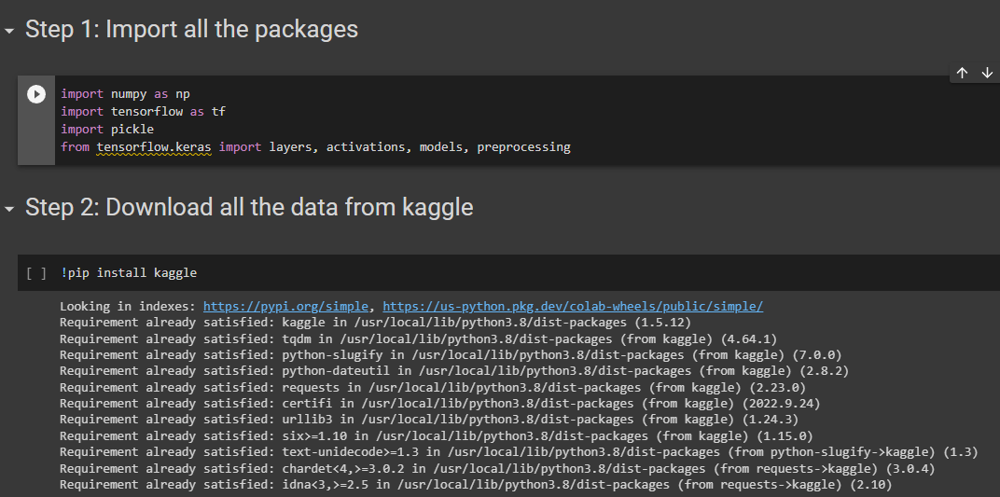 Step 1: Import all the packages
import numpy as np
import tensorflow as tf
import pickle
from tensorflow.keras import layers, activations, models, preprocessing
Step 2: Download all the data from kaggle
[ ] !pip install kaggle
Looking in indexes: https://pypi.org/simple, https://us-python.pkg.dev/colab-wheels/public/simple/
Requirement already satisfied: kaggle in /usr/local/lib/python3.8/dist-packages (1.5.12)
Requirement already satisfied: tqdm in /usr/local/lib/python3.8/dist-packages (from kaggle) (4.64.1)
Requirement already satisfied: python-slugify in /usr/local/lib/python3.8/dist-packages (from kaggle) (7.0.0)
Requirement already satisfied: python-dateutil in /usr/local/lib/python3.8/dist-packages (from kaggle) (2.8.2)
Requirement already satisfied: requests in /usr/local/lib/python3.8/dist-packages (from kaggle) (2.23.0)
Requirement already satisfied: certifi in /usr/local/lib/python3.8/dist-packages (from kaggle) (2022.9.24)
Requirement already satisfied: urllib3 in /usr/local/lib/python3.8/dist-packages (from kaggle) (1.24.3)
Requirement already satisfied: six>=1.10 in /usr/local/lib/python3.8/dist-packages (from kaggle) (1.15.0)
Requirement already satisfied: text-unidecode>=1.3 in /usr/local/lib/python3.8/dist-packages (from python-slugify->kaggle) (1.3)
Requirement already satisfied: chardet<4,>=3.0.2 in /usr/local/lib/python3.8/dist-packages (from requests->kaggle) (3.0.4)
Requirement already satisfied: idna<3,>=2.5 in /usr/local/lib/python3.8/dist-packages (from requests->kaggle) (2.10)